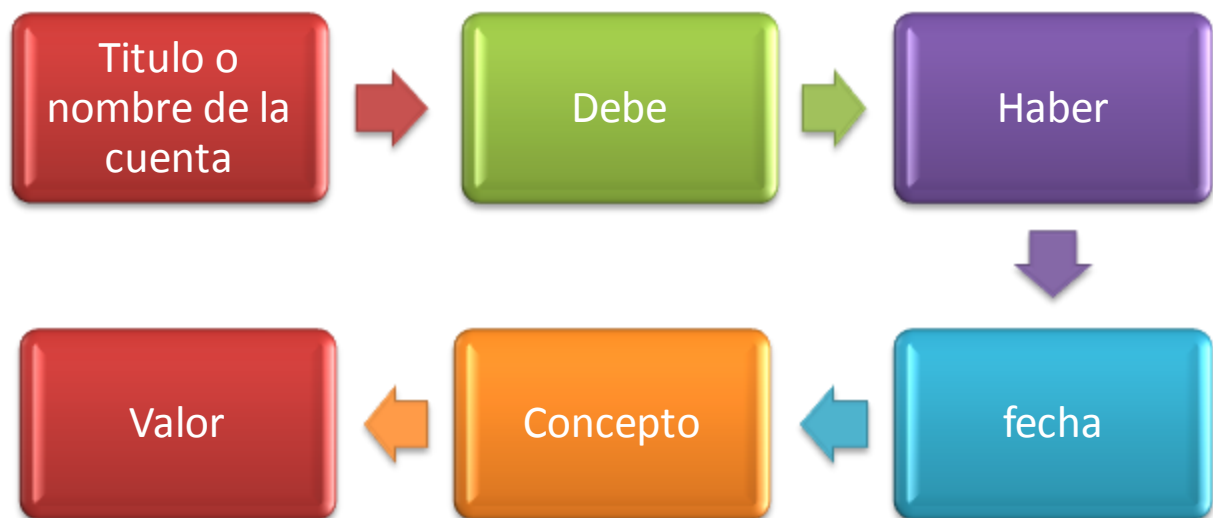 Titulo o
nombre de la
cuenta
Debe
Haber
fecha
Concepto
Valor